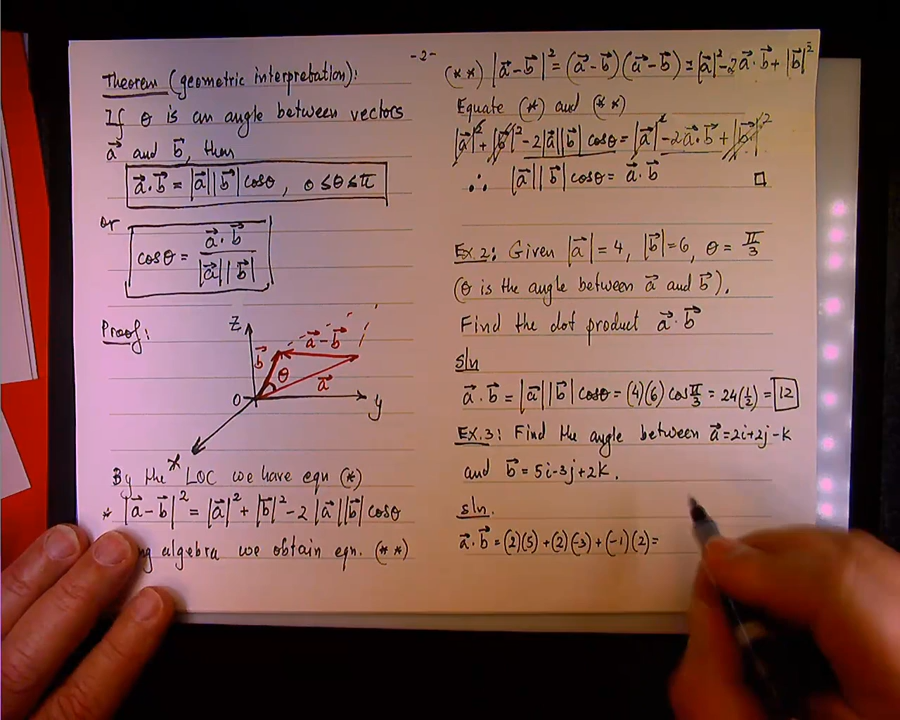 -2-
Theorem (geometric interpretation):
If θ is an angle between vectors
a⃗ and b⃗, then
a⃗·b⃗ = |a⃗||b⃗| cosθ, 0≤θ≤π
or
cosθ = a⃗·b⃗ / |a⃗||b⃗|
Proof:
z
b⃗
a⃗-b⃗
θ
a⃗
0
y
x
By the LOC we have eqn (*)
* |a⃗-b⃗|² = |a⃗|²+|b⃗|²-2|a⃗||b⃗| cosθ
algebra we obtain eqn. (**)
(**) |a⃗-b⃗|² = (a⃗-b⃗)(a⃗-b⃗) = |a⃗|²-2a⃗·b⃗+|b⃗|²
Equate (*) and (**)
|a⃗|²+|b⃗|²-2|a⃗||b⃗| cosθ = |a⃗|²-2a⃗·b⃗+|b⃗|²
∴ |a⃗||b⃗| cosθ = a⃗·b⃗ □
Ex.2: Given |a⃗|=4, |b⃗|=6, θ = π/3
(θ is the angle between a⃗ and b⃗).
Find the dot product a⃗·b⃗
sln
a⃗·b⃗ = |a⃗||b⃗| cosθ = (4)(6) cos π/3 = 24(1/2) = 12
Ex.3: Find the angle between a⃗=2i+2j-k
and b⃗ = 5i-3j+2k.
sln.
a⃗·b⃗ = (2)(5)+(2)(-3)+(-1)(2)=